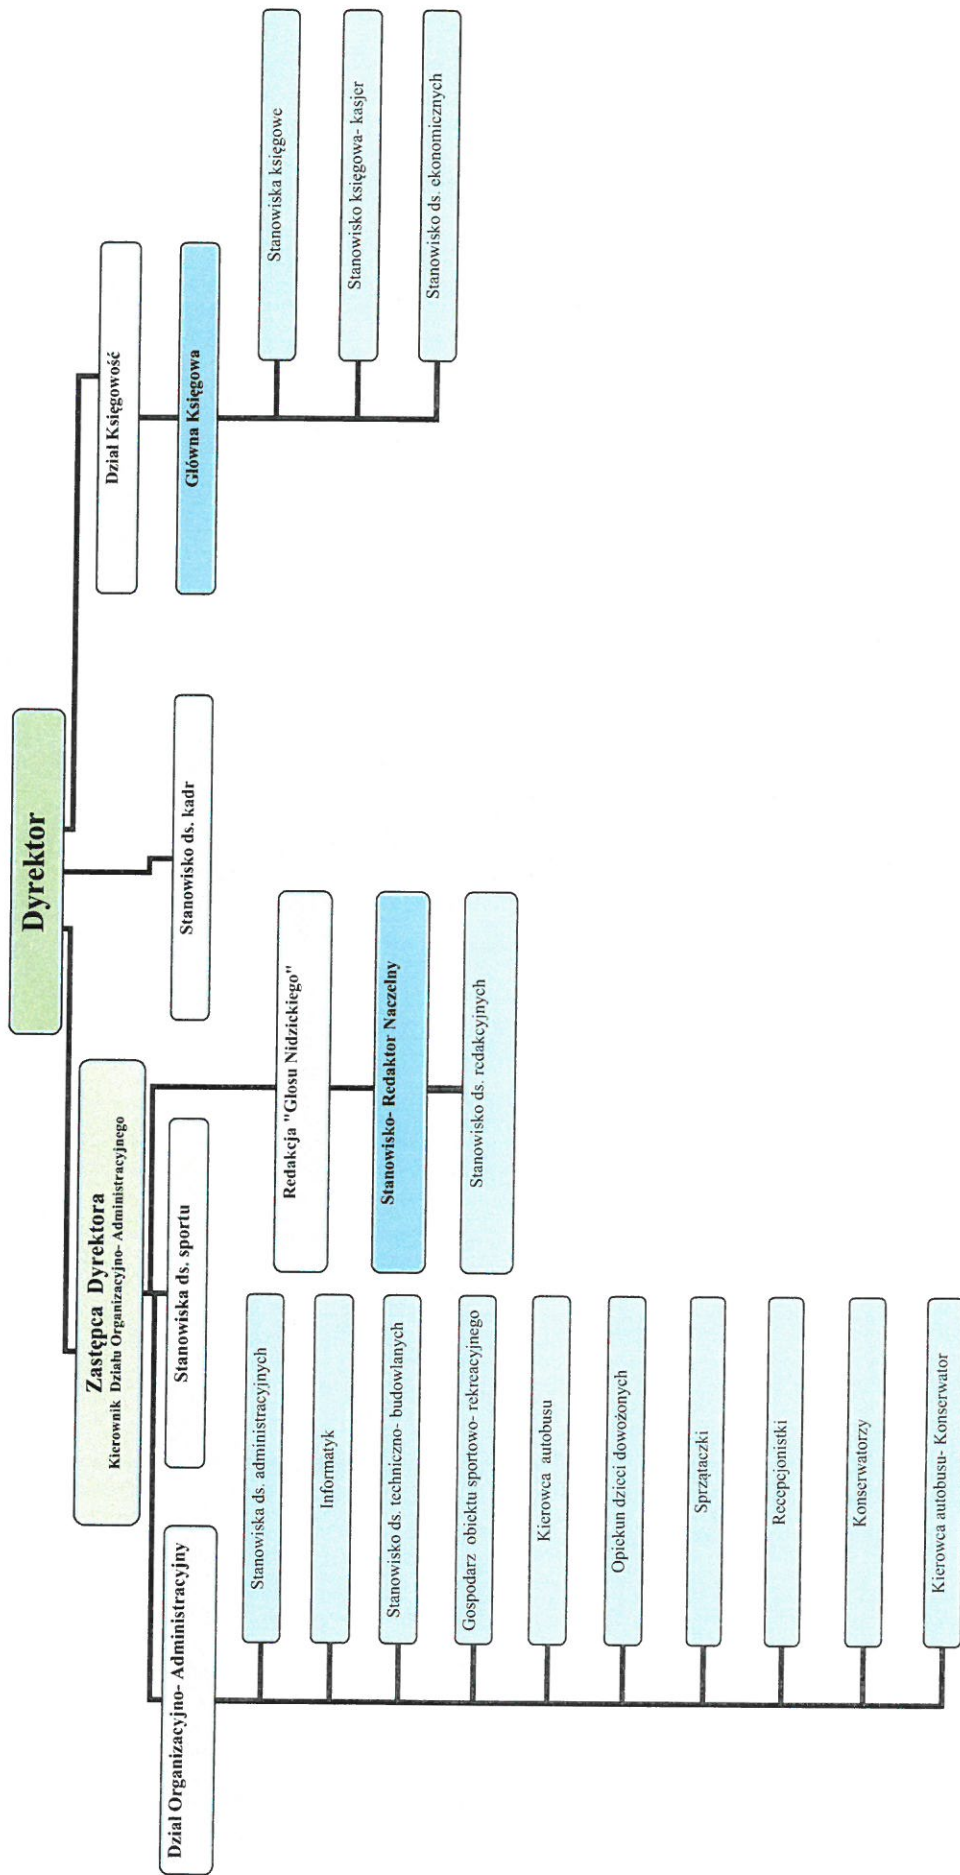 Dyrektor
Zastępca Dyrektora
Kierownik Działu Organizacyjno- Administracyjnego
Dział Organizacyjno- Administracyjny
Stanowiska ds. sportu
Stanowisko ds. kadr
Dział Księgowość
Główna Księgowa
Stanowiska księgowe
Stanowisko księgowa- kasjer
Stanowisko ds. ekonomicznych
Redakcja "Głosu Nidzickiego"
Stanowisko- Redaktor Naczelny
Stanowisko ds. redakcyjnych
Stanowiska ds. administracyjnych
Informatyk
Stanowisko ds. techniczno- budowlanych
Gospodarz obiektu sportowo- rekreacyjnego
Kierowca autobusu
Opiekun dzieci dowożonych
Sprzątaczki
Recepcjonistki
Konserwatorzy
Kierowca autobusu- Konserwator